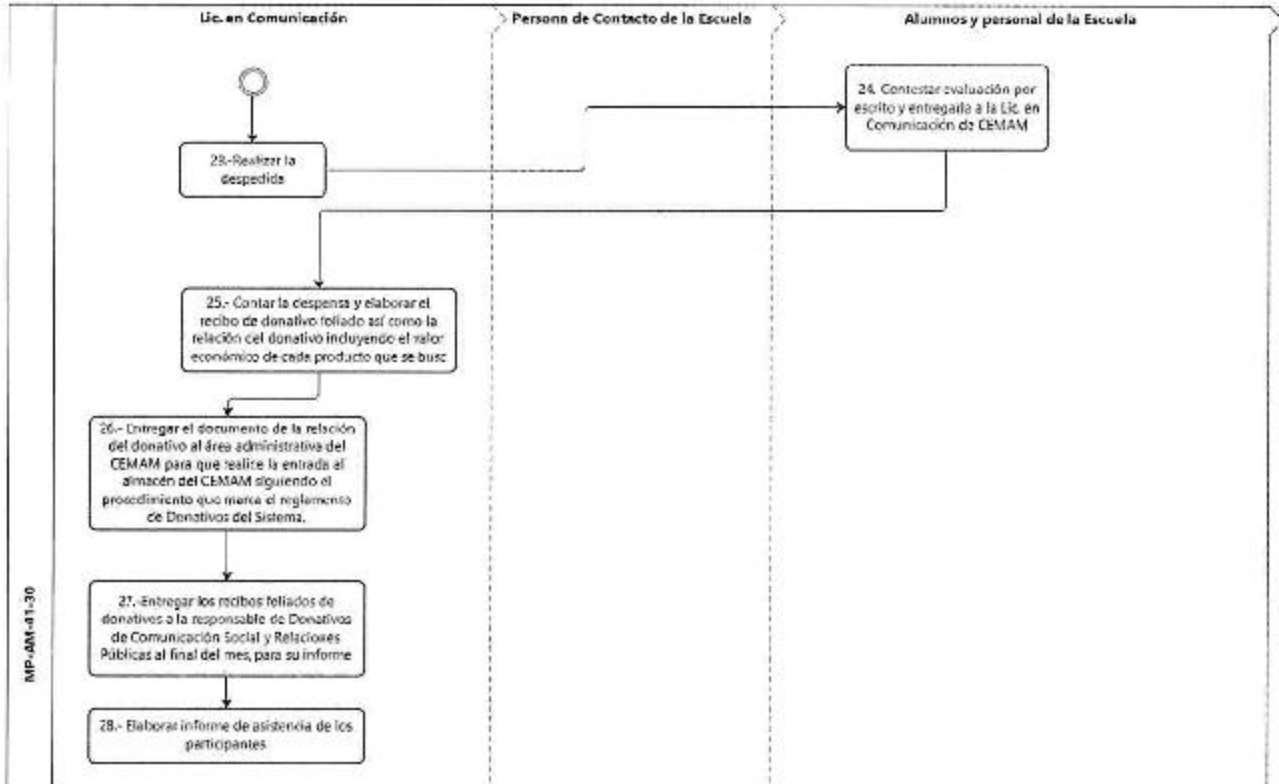 Lic. en Comunicación
Persona de Contacto de la Escuela
Alumnos y personal de la Escuela
24. Contestar evaluación por
escrito y entregarla a la Lic. en
Comunicación de CEMAM
23.-Realizar la
despedida
25.- Contar la despensa y elaborar el
recibo de donativo foliado así como la
relación del donativo incluyendo el valor
económico de cada producto que se busc
26.- Entregar el documento de la relación
del donativo al área administrativa del
CEMAM para que realice la entrada al
almacén del CEMAM siguiendo el
procedimiento que marca el reglamento
de Donativos del Sistema.
27.-Entregar los recibos foliados de
donativos a la responsable de Donativos
de Comunicación Social y Relaciones
Públicas al final del mes, para su informe
28.- Elaborar informe de asistencia de los
participantes
MP-AM-41-30